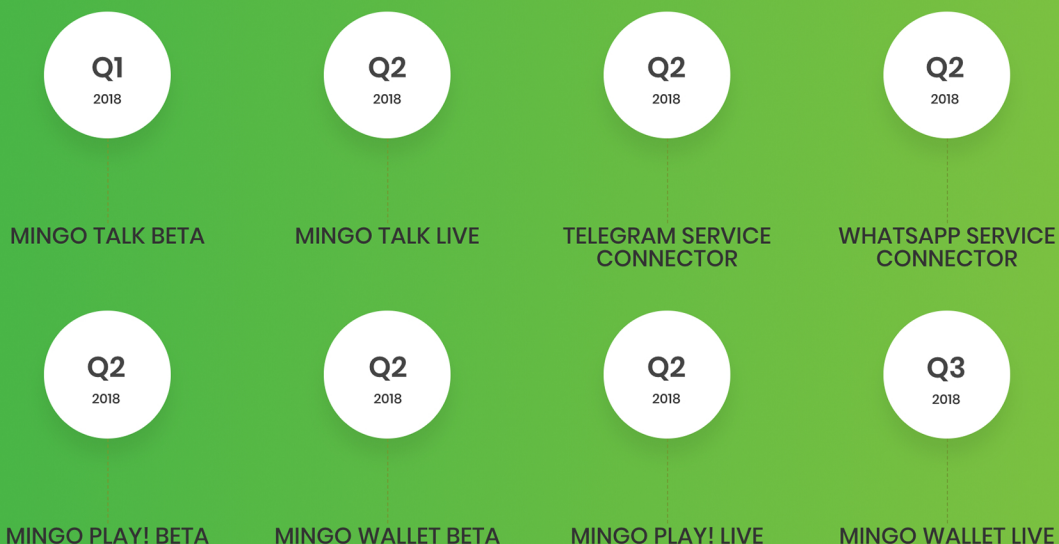 Q1
2018
MINGO TALK BETA
Q2
2018
MINGO TALK LIVE
Q2
2018
TELEGRAM SERVICE
CONNECTOR
Q2
2018
WHATSAPP SERVICE
CONNECTOR
Q2
2018
MINGO PLAY! BETA
Q2
2018
MINGO WALLET BETA
Q2
2018
MINGO PLAY! LIVE
Q3
2018
MINGO WALLET LIVE